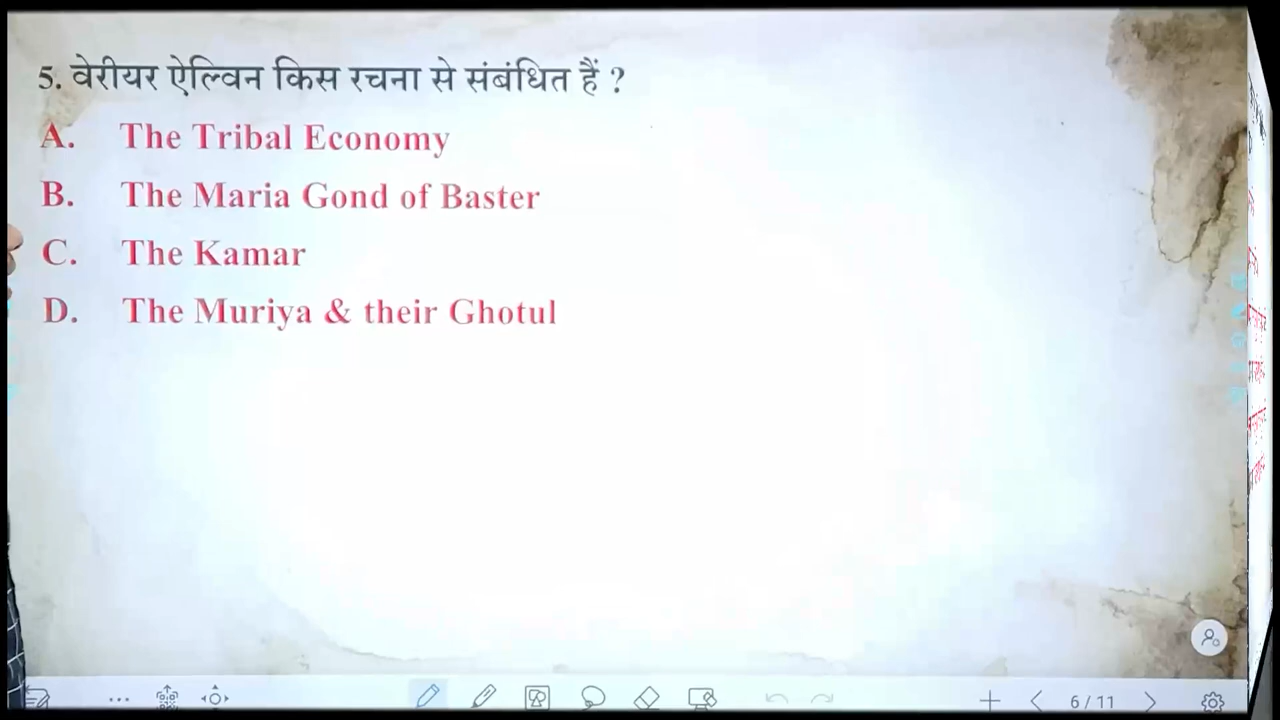 5. वेरीयर ऐल्विन किस रचना से संबंधित हैं ?
A. The Tribal Economy
B. The Maria Gond of Baster
C. The Kamar
D. The Muriya & their Ghotul
6 / 11